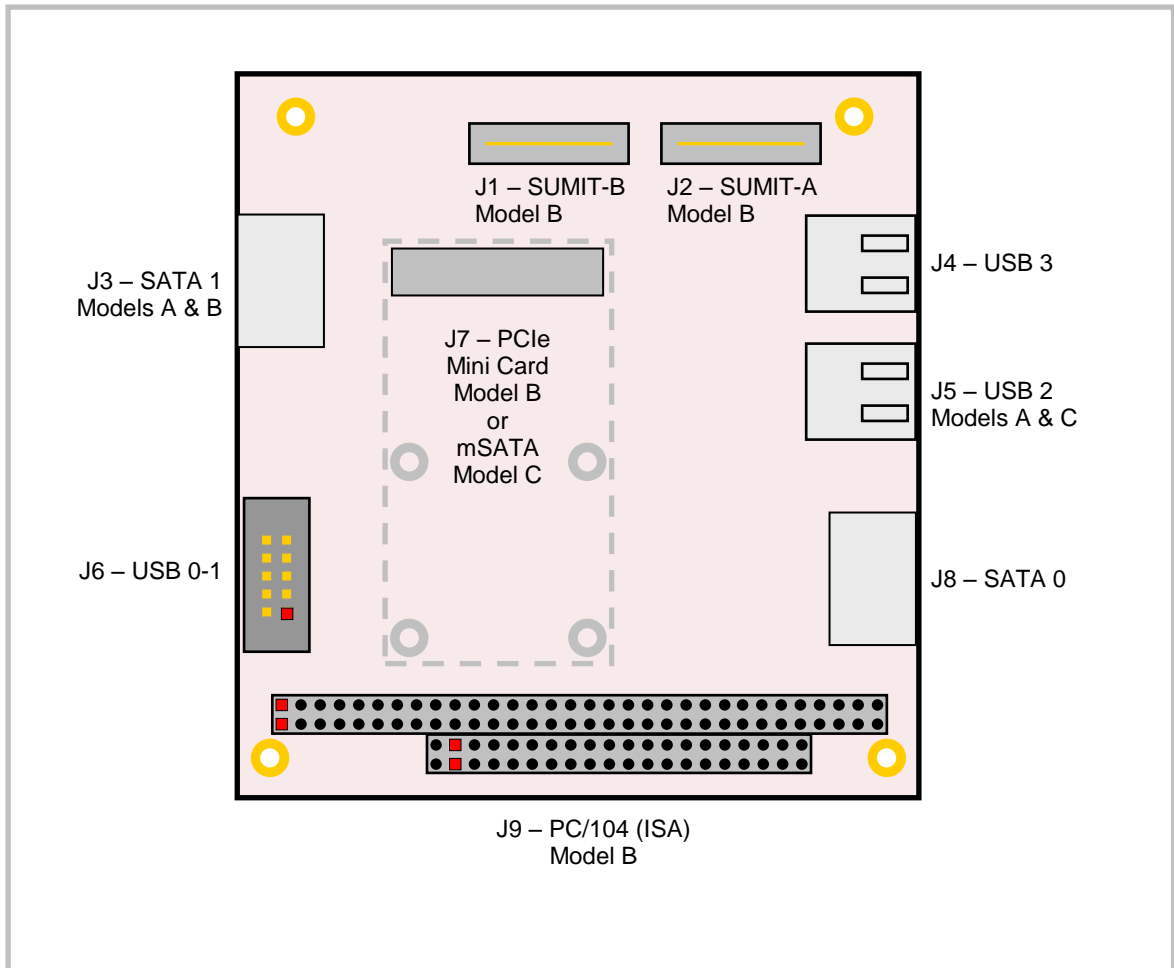 J1 – SUMIT-B
Model B
J2 – SUMIT-A
Model B
J3 – SATA 1
Models A & B
J4 – USB 3
J7 – PCIe
Mini Card
Model B
or
mSATA
Model C
J5 – USB 2
Models A & C
J6 – USB 0-1
J8 – SATA 0
J9 – PC/104 (ISA)
Model B